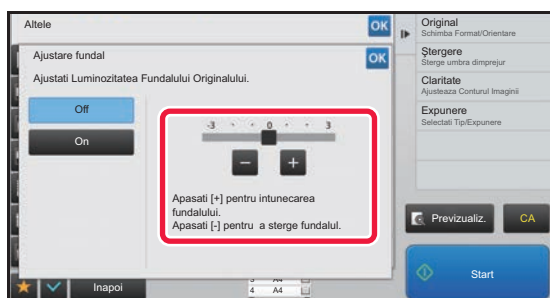 Altele
OK
Ajustare fundal
OK
Ajustati Luminozitatea Fundalului Originalului.
Off
On
-3 0 3
− +
Apasati [+] pentru intunecarea
fundalului.
Apasati [-] pentru a sterge fundalul.
Inapoi
4 A4
Original
Schimba Format/Orientare
Ştergere
Sterge umbra dimprejur
Claritate
Ajusteaza Conturul Imaginii
Expunere
Selectati Tip/Expunere
Previzualiz.
CA
Start